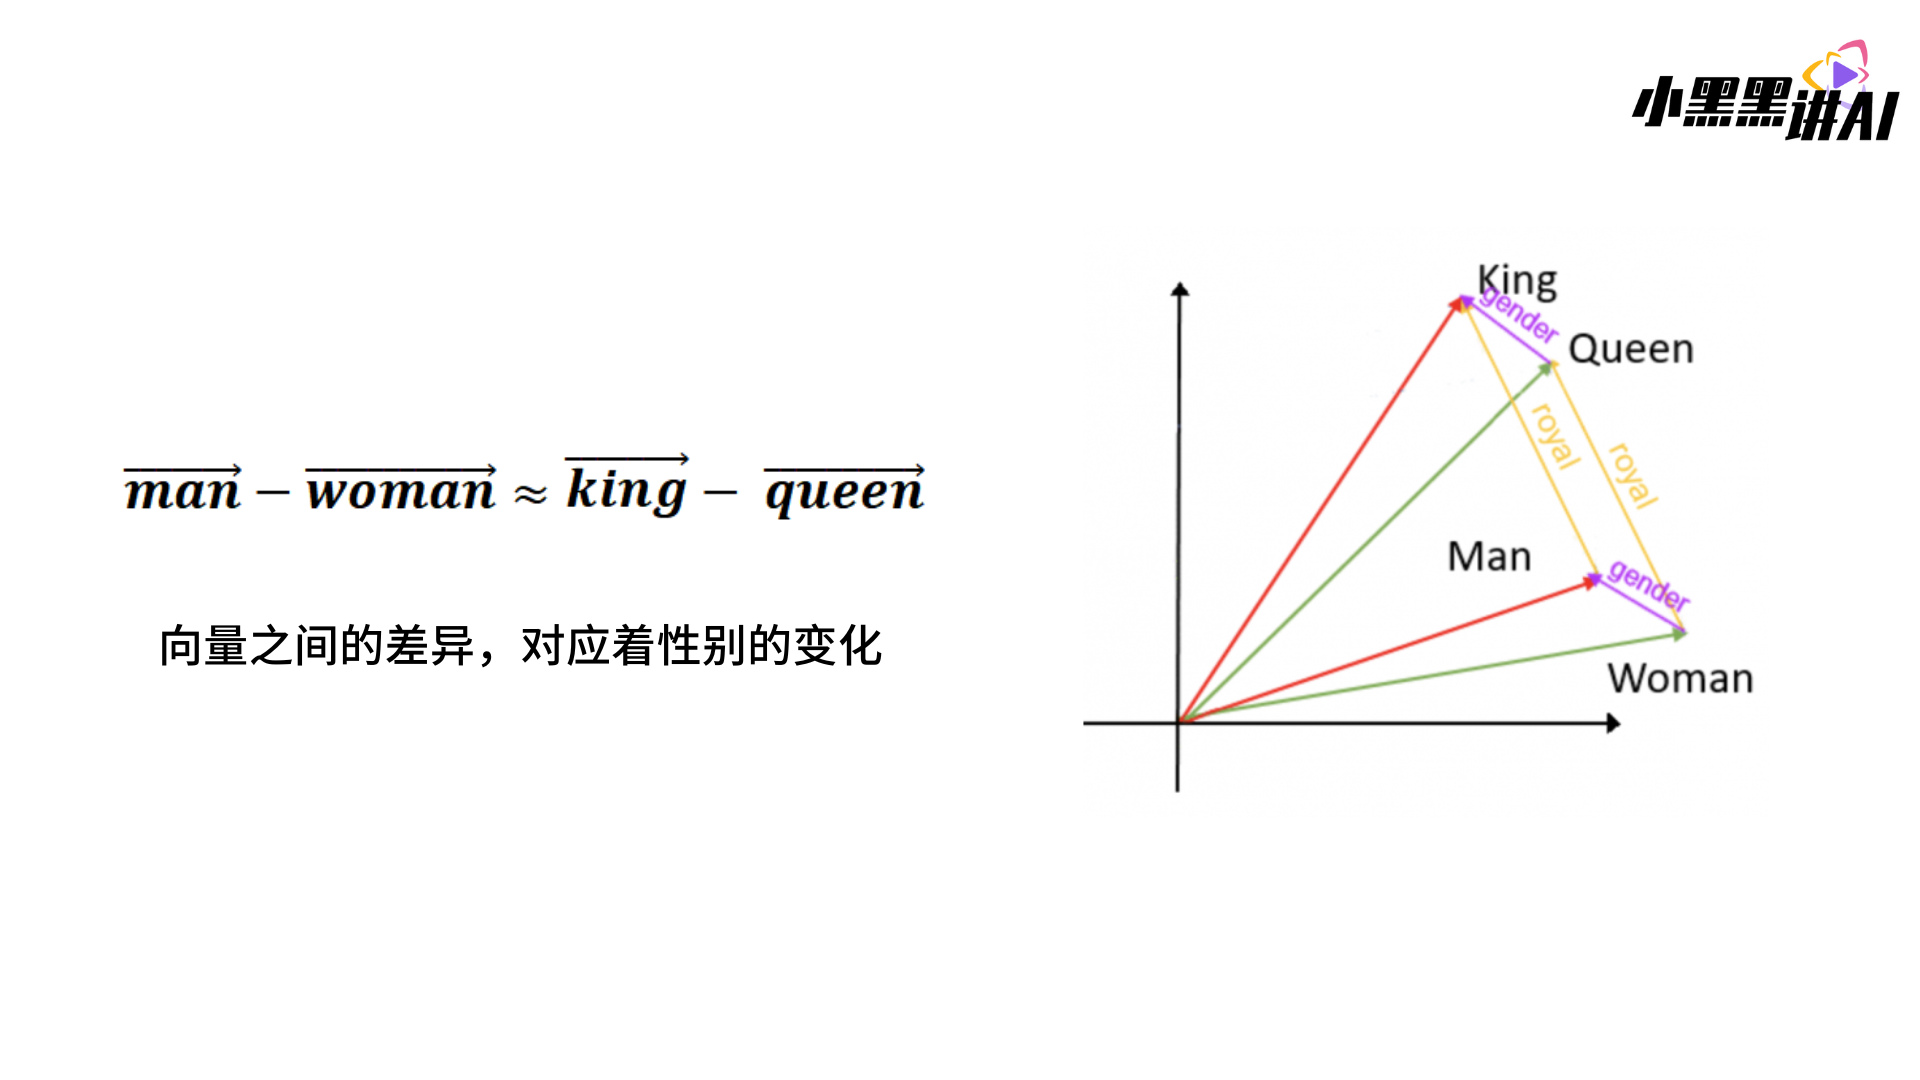 小黑黑讲AI
King
gender
Queen
royal
royal
man − woman ≈ king − queen
Man
gender
向量之间的差异，对应着性别的变化
Woman